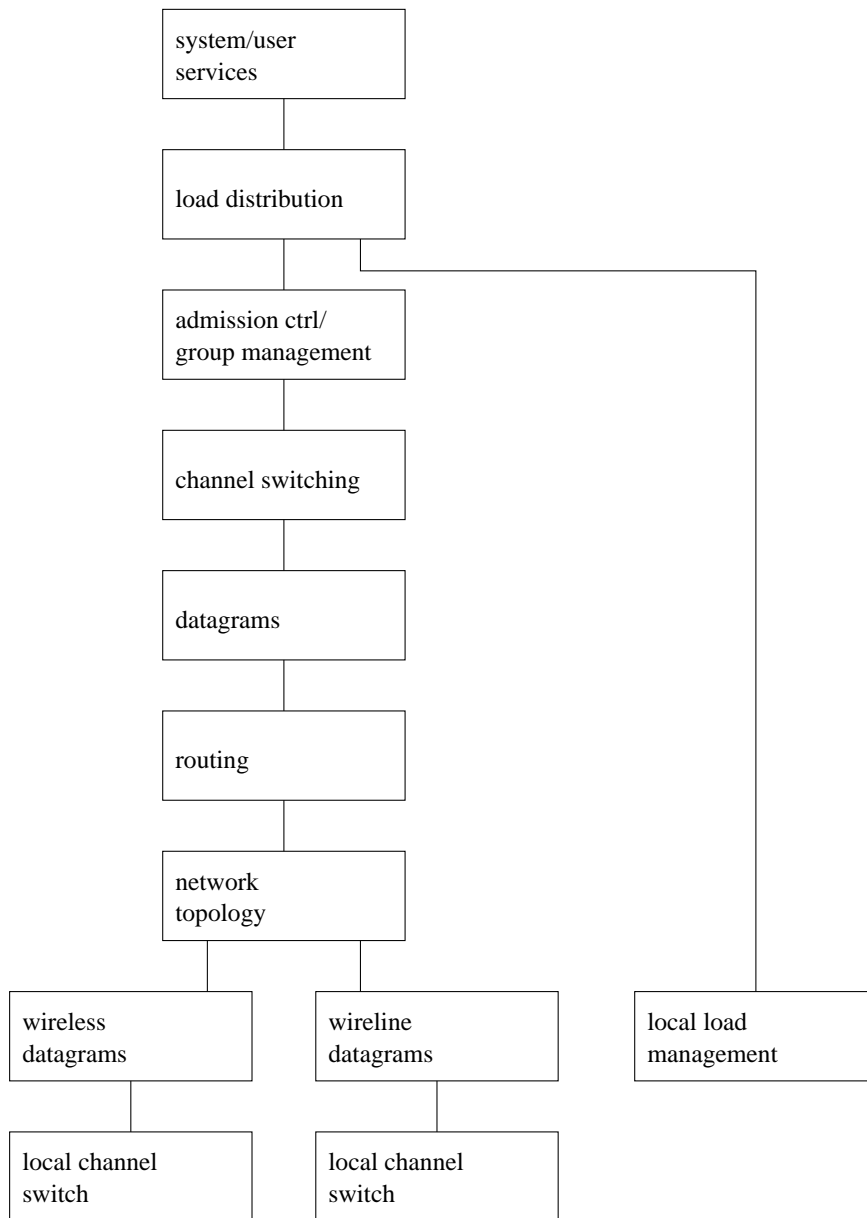 system/user
services
load distribution
admission ctrl/
group management
channel switching
datagrams
routing
network
topology
wireless
datagrams
wireline
datagrams
local load
management
local channel
switch
local channel
switch